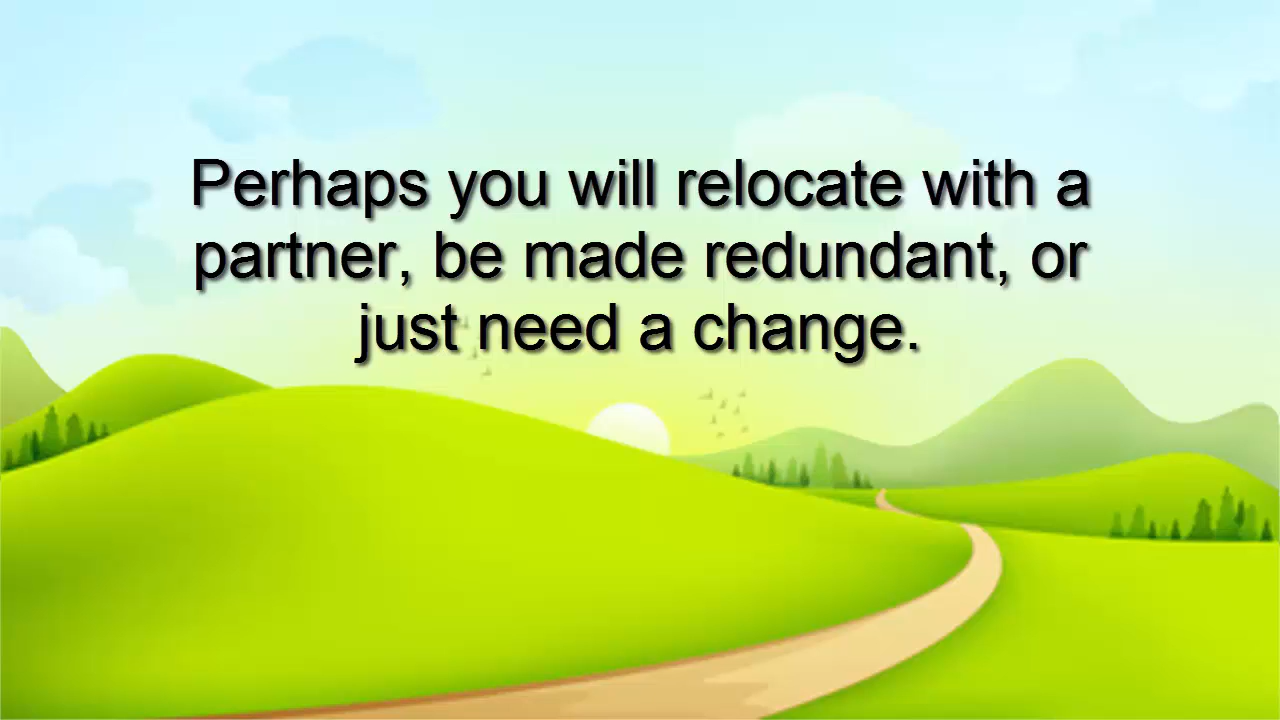 Perhaps you will relocate with a
partner, be made redundant, or
just need a change.